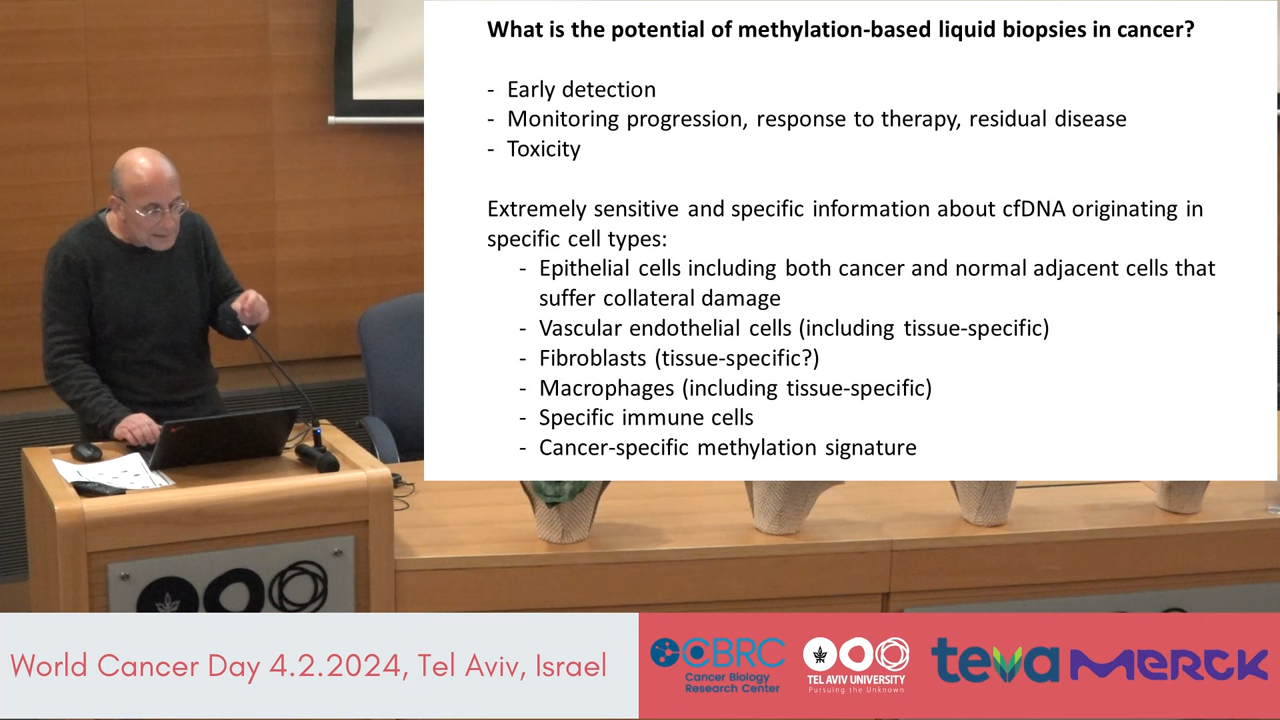 What is the potential of methylation-based liquid biopsies in cancer?
- Early detection
- Monitoring progression, response to therapy, residual disease
- Toxicity
Extremely sensitive and specific information about cfDNA originating in
specific cell types:
- Epithelial cells including both cancer and normal adjacent cells that
suffer collateral damage
- Vascular endothelial cells (including tissue-specific)
- Fibroblasts (tissue-specific?)
- Macrophages (including tissue-specific)
- Specific immune cells
- Cancer-specific methylation signature
World Cancer Day 4.2.2024, Tel Aviv, Israel
CBRC
Cancer Biology
Research Center
TEL AVIV UNIVERSITY
Pursuing the Unknown
teva
MERCK